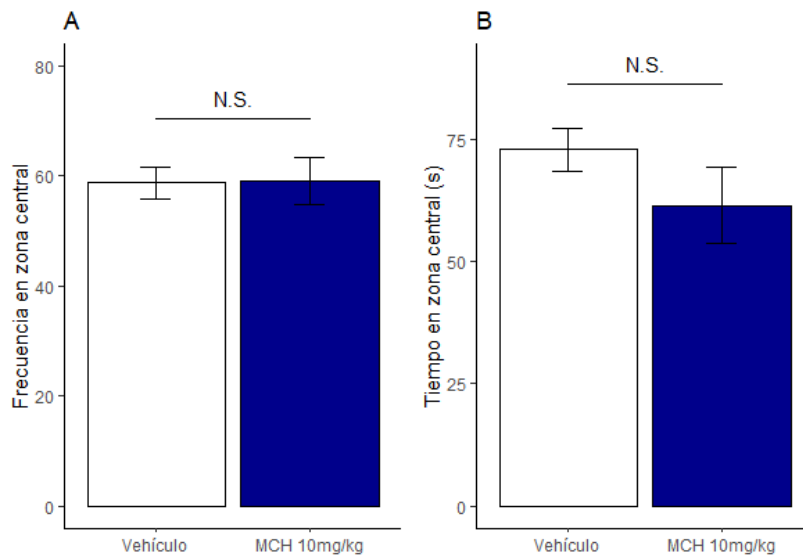 A
Frecuencia en zona central
80
60
40
20
0
N.S.
Vehículo
MCH 10mg/kg
B
Tiempo en zona central (s)
75
50
25
0
N.S.
Vehículo
MCH 10mg/kg